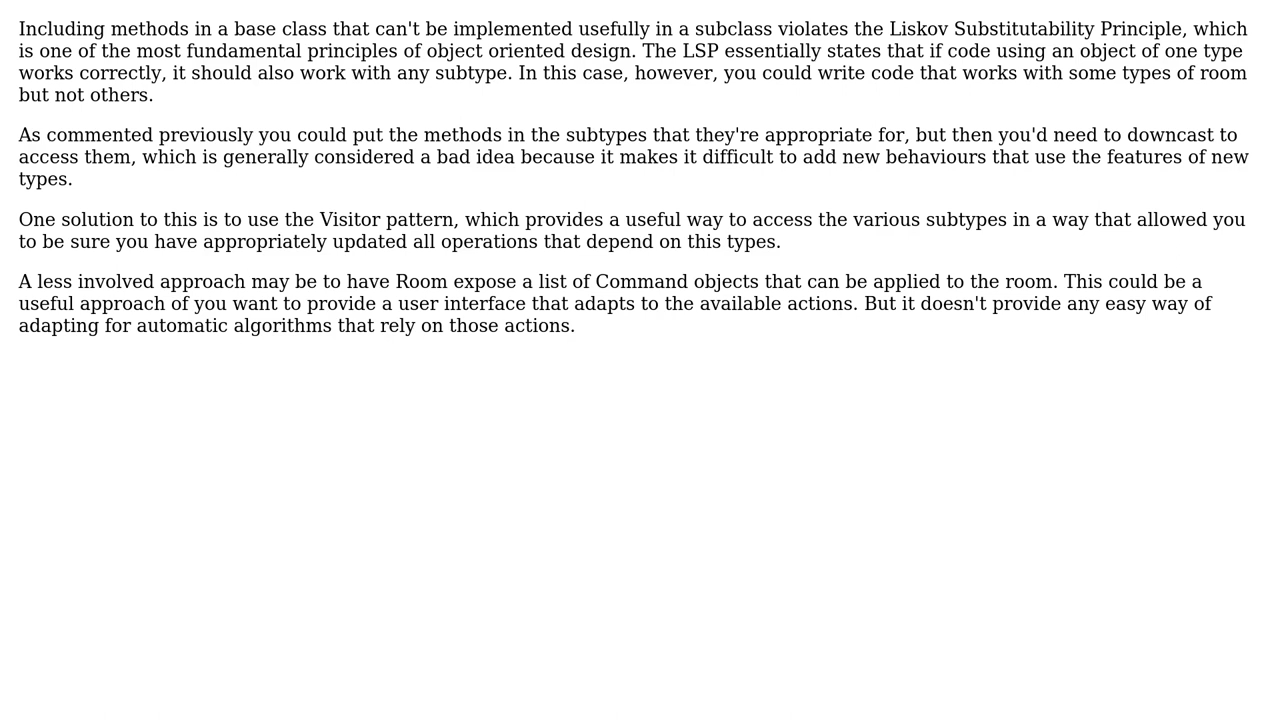 Including methods in a base class that can't be implemented usefully in a subclass violates the Liskov Substitutability Principle, which
is one of the most fundamental principles of object oriented design. The LSP essentially states that if code using an object of one type
works correctly, it should also work with any subtype. In this case, however, you could write code that works with some types of room
but not others.
As commented previously you could put the methods in the subtypes that they're appropriate for, but then you'd need to downcast to
access them, which is generally considered a bad idea because it makes it difficult to add new behaviours that use the features of new
types.
One solution to this is to use the Visitor pattern, which provides a useful way to access the various subtypes in a way that allowed you
to be sure you have appropriately updated all operations that depend on this types.
A less involved approach may be to have Room expose a list of Command objects that can be applied to the room. This could be a
useful approach of you want to provide a user interface that adapts to the available actions. But it doesn't provide any easy way of
adapting for automatic algorithms that rely on those actions.